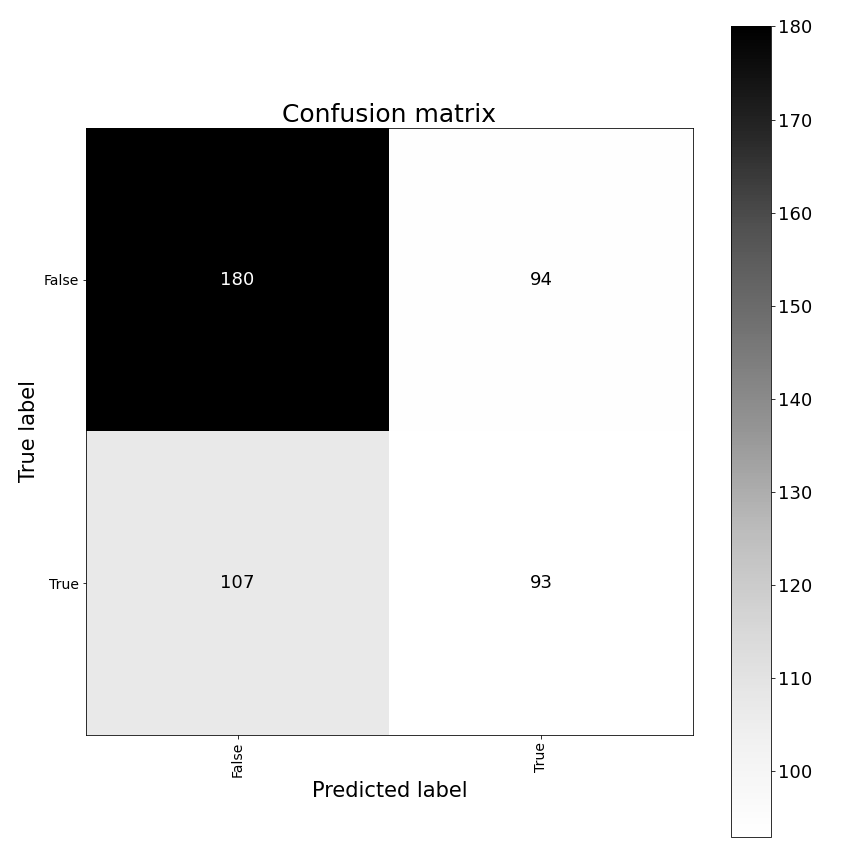 Confusion matrix
180
170
160
150
140
130
120
110
100
True label
False
180
94
True
107
93
False
True
Predicted label